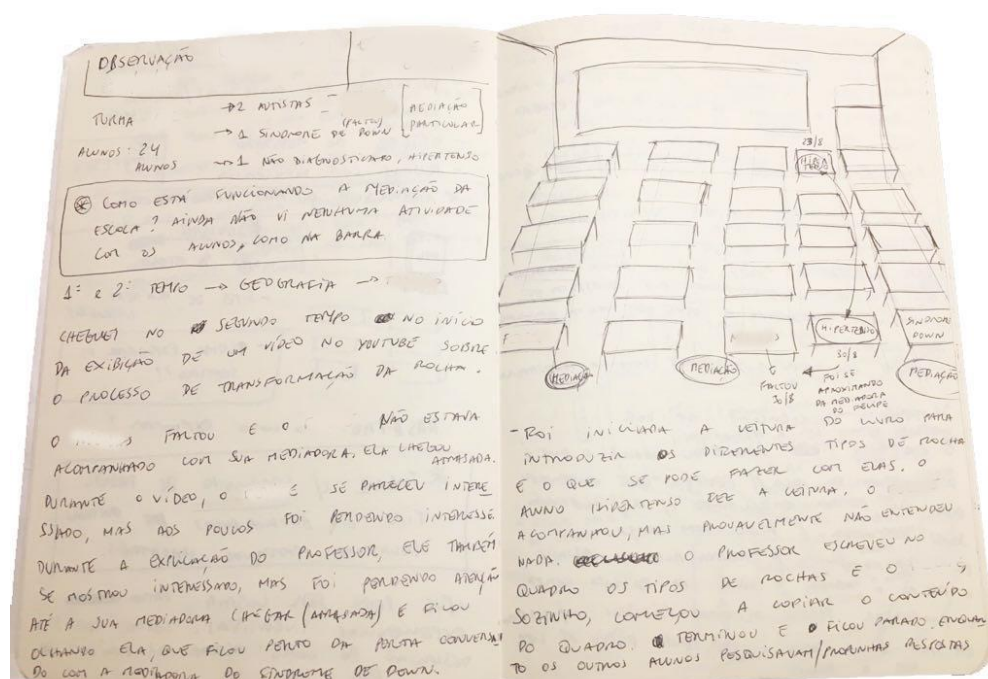 OBSERVAÇÃO
TURMA
→ 2 AUTISTAS
(FALTOU)
→ 1 SÍNDROME DE DOWN
[MEDIAÇÃO
PARTICULAR]
ALUNOS: 24
ALUNOS
→ 1 NÃO DIAGNOSTICADO, HIPERTENSO
* COMO ESTÁ FUNCIONANDO A MEDIAÇÃO DA
ESCOLA? AINDA NÃO VI NENHUMA ATIVIDADE
COM OS ALUNOS, COMO NA BARRA.
1º e 2º TEMPO → GEOGRAFIA →
CHEGUEI NO SEGUNDO TEMPO NO INÍCIO
DA EXIBIÇÃO DE UM VÍDEO NO YOUTUBE SOBRE
O PROCESSO DE TRANSFORMAÇÃO DA ROCHA.
O FALTOU E O NÃO ESTAVA
ACOMPANHADO COM SUA MEDIADORA. ELA CHEGOU
ATRASADA.
DURANTE O VÍDEO, O SE PARECEU INTERE
SSADO, MAS AOS POUCOS FOI PERDENDO INTERESSE.
DURANTE A EXPLICAÇÃO DO PROFESSOR, ELE TAMBÉM
SE MOSTROU INTERESSADO, MAS FOI PERDENDO ATENÇÃO
ATÉ A SUA MEDIADORA CHEGAR (ATRASADA) E FICOU
OLHANDO ELA, QUE FICOU PERTO DA PORTA CONVERSAN
DO COM A MEDIADORA DO SÍNDROME DE DOWN.
23/8
F
HIPERTENSO
SÍNDROME
DOWN
MEDIAÇÃO
MEDIAÇÃO
MEDIAÇÃO
FALTOU
30/8
30/8
FOI SE
APROXIMANDO
DA MEDIADORA
DO FELIPE
- FOI INICIADA A LEITURA DO LIVRO PARA
INTRODUZIR OS DIFERENTES TIPOS DE ROCHA
E O QUE SE PODE FAZER COM ELAS. O
ALUNO HIPERTENSO FEZ A LEITURA. O
ACOMPANHOU, MAS PROVAVELMENTE NÃO ENTENDEU
NADA. O PROFESSOR ESCREVEU NO
QUADRO OS TIPOS DE ROCHAS E O
SOZINHO, COMEÇOU A COPIAR O CONTEÚDO
DO QUADRO. TERMINOU E FICOU PARADO, ENQUAN
TO OS OUTROS ALUNOS PESQUISAVAM/ RESPOSTAS